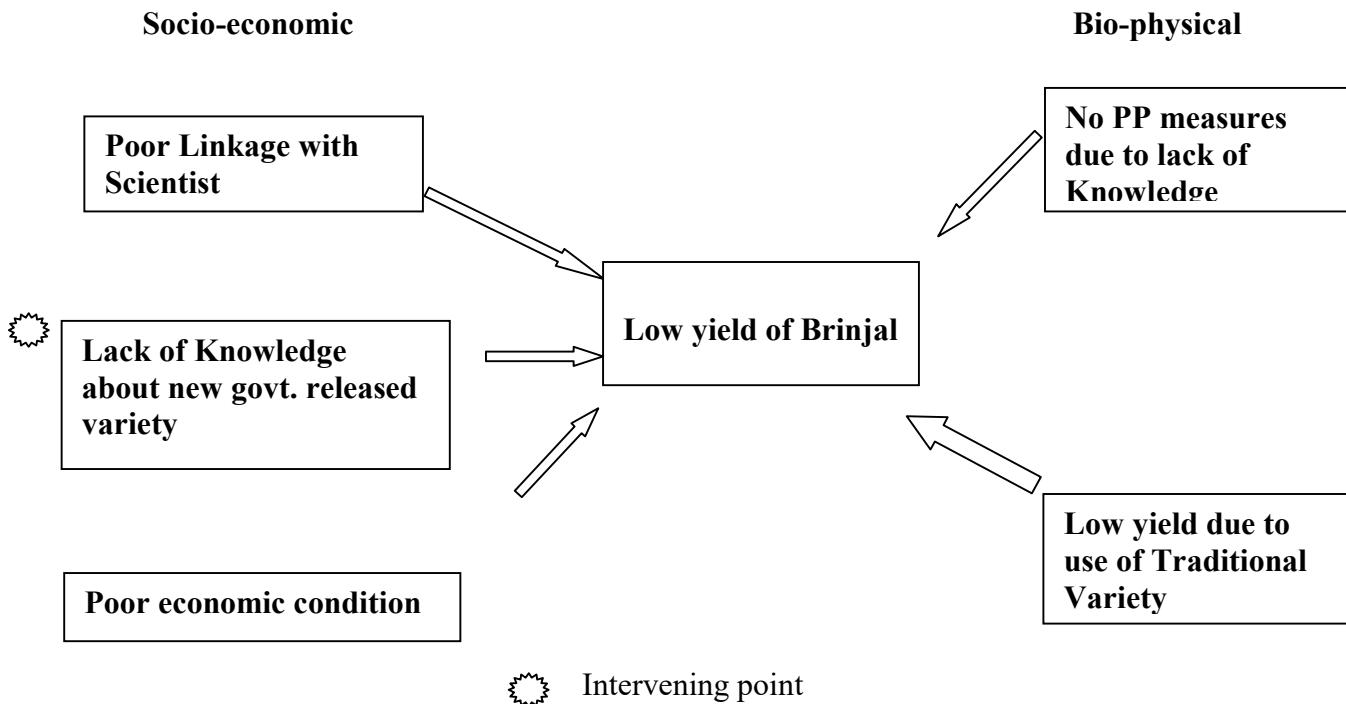 Socio-economic
Bio-physical
Poor Linkage with
Scientist
No PP measures
due to lack of
Knowledge
Low yield of Brinjal
Lack of Knowledge
about new govt. released
variety
Low yield due to
use of Traditional
Variety
Poor economic condition
Intervening point